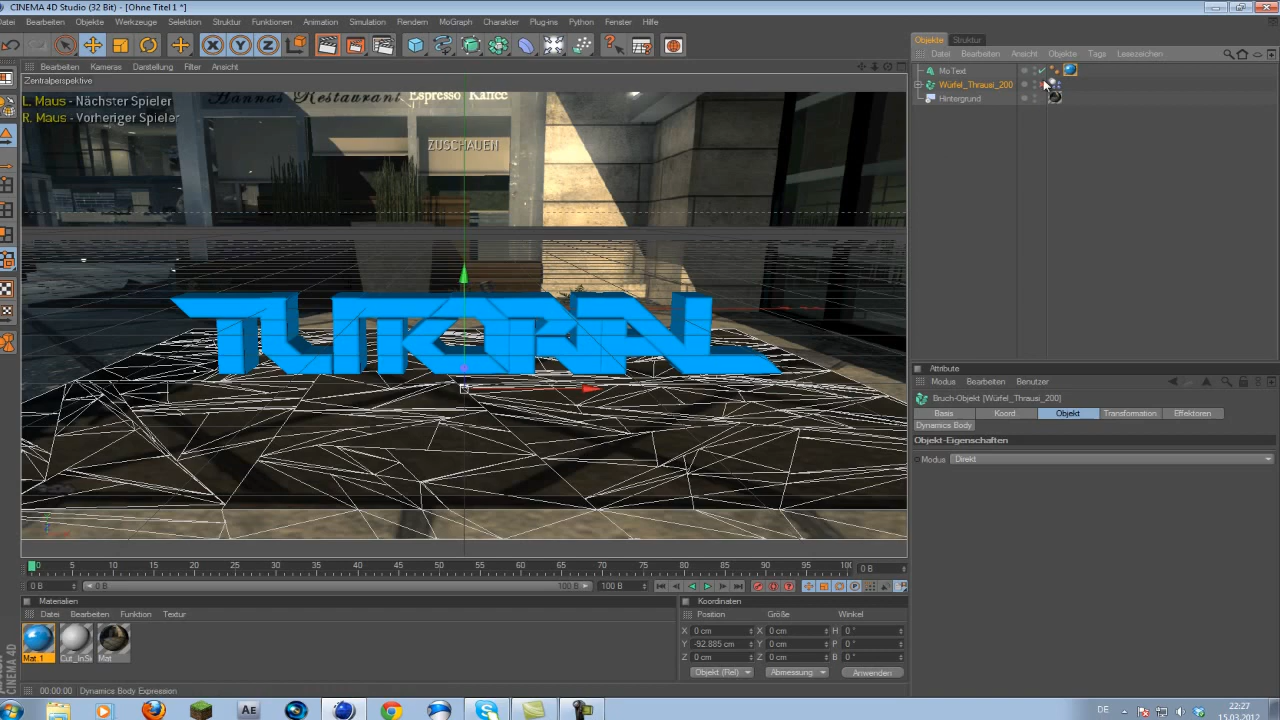 CINEMA 4D Studio (32 Bit) - [Ohne Titel 1 *]
Datei Bearbeiten Objekte Werkzeuge Selektion Struktur Funktionen Animation Simulation Rendern MoGraph Charakter Plug-ins Python Fenster Hilfe
Bearbeiten Kameras Darstellung Filter Ansicht
Zentralperspektive
L. Maus - Nächster Spieler
R. Maus - Vorheriger Spieler
Hannas Restaurant Espresso Kaffee
ZUSCHAUEN
TUTORIAL
Objekte Struktur
Datei Bearbeiten Ansicht Objekte Tags Lesezeichen
MoText
Würfel_Thrausi_200
Hintergrund
Attribute
Modus Bearbeiten Benutzer
Bruch-Objekt [Würfel_Thrausi_200]
Basis Koord. Objekt Transformation Effektoren
Dynamics Body
Objekt-Eigenschaften
Modus Direkt
0 5 10 15 20 25 30 35 40 45 50 55 60 65 70 75 80 85 90 95 100 0 B
0 B 0 B 100 B 100 B
Materialien
Datei Bearbeiten Funktion Textur
Mat.1 Cut_InSi Mat
Koordinaten
Position Größe Winkel
X 0 cm X 0 cm H 0 °
Y -92.885 cm Y 0 cm P 0 °
Z 0 cm Z 0 cm B 0 °
Objekt (Rel) Abmessung Anwenden
CINEMA 4D
00:00:00 Dynamics Body Expression
AE
DE
22:27
15.03.2012